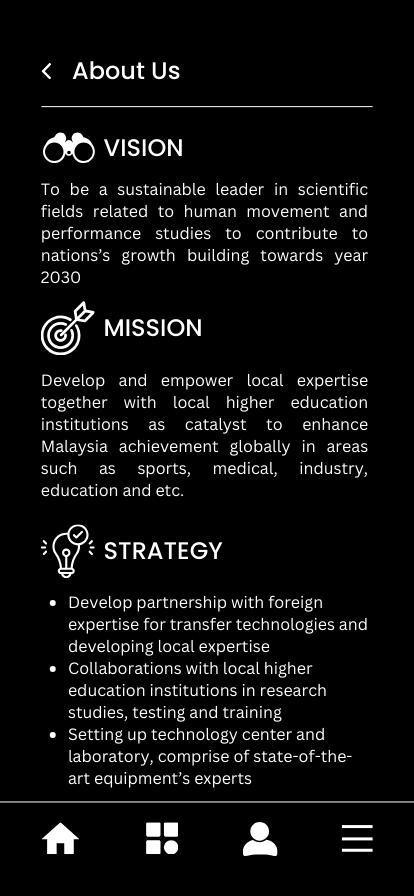 About Us
VISION
To be a sustainable leader in scientific
fields related to human movement and
performance studies to contribute to
nations's growth building towards year
2030
MISSION
Develop and empower local expertise
together with local higher education
institutions as catalyst to enhance
Malaysia achievement globally in areas
such as sports, medical, industry,
education and etc.
STRATEGY
• Develop partnership with foreign
expertise for transfer technologies and
developing local expertise
• Collaborations with local higher
education institutions in research
studies, testing and training
• Setting up technology center and
laboratory, comprise of state-of-the-
art equipment's experts